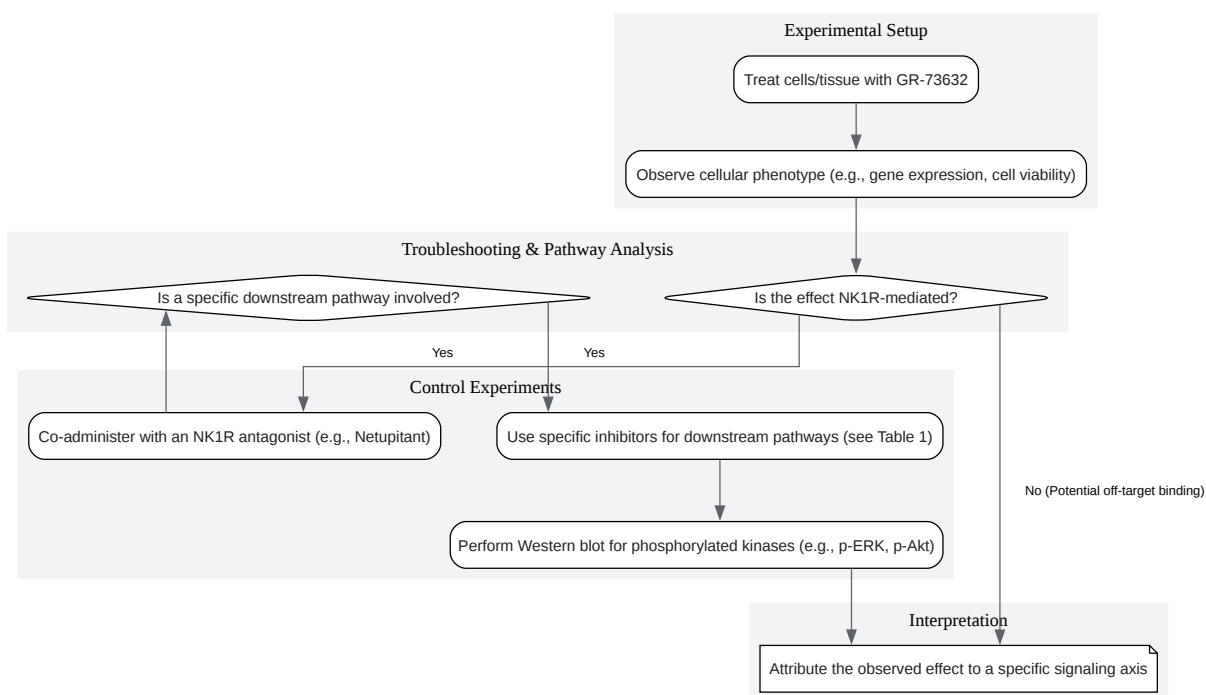 Experimental Setup
Treat cells/tissue with GR-73632
Observe cellular phenotype (e.g., gene expression, cell viability)
Troubleshooting & Pathway Analysis
Is a specific downstream pathway involved?
Is the effect NK1R-mediated?
Yes
Yes
Control Experiments
Co-administer with an NK1R antagonist (e.g., Netupitant)
Use specific inhibitors for downstream pathways (see Table 1)
No (Potential off-target binding)
Perform Western blot for phosphorylated kinases (e.g., p-ERK, p-Akt)
Interpretation
Attribute the observed effect to a specific signaling axis